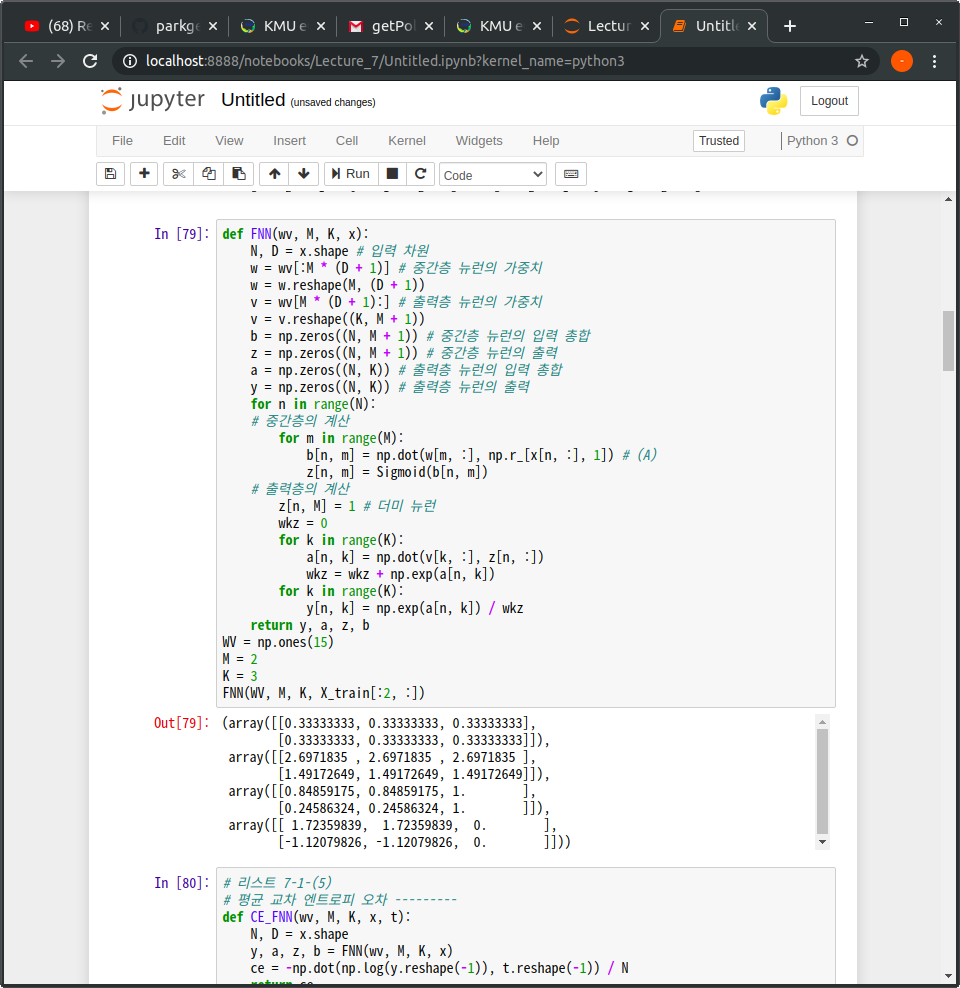 (68) Re
parkge
KMU e
getPol
KMU e
Lectur
Untitle
localhost:8888/notebooks/Lecture_7/Untitled.ipynb?kernel_name=python3
jupyter Untitled (unsaved changes)
Logout
File Edit View Insert Cell Kernel Widgets Help
Trusted
Python 3
Run
Code
In [79]:
def FNN(wv, M, K, x):
    N, D = x.shape # 입력 차원
    w = wv[:M * (D + 1)] # 중간층 뉴런의 가중치
    w = w.reshape(M, (D + 1))
    v = wv[M * (D + 1):] # 출력층 뉴런의 가중치
    v = v.reshape((K, M + 1))
    b = np.zeros((N, M + 1)) # 중간층 뉴런의 입력 총합
    z = np.zeros((N, M + 1)) # 중간층 뉴런의 출력
    a = np.zeros((N, K)) # 출력층 뉴런의 입력 총합
    y = np.zeros((N, K)) # 출력층 뉴런의 출력
    for n in range(N):
    # 중간층의 계산
        for m in range(M):
            b[n, m] = np.dot(w[m, :], np.r_[x[n, :], 1]) # (A)
            z[n, m] = Sigmoid(b[n, m])
    # 출력층의 계산
        z[n, M] = 1 # 더미 뉴런
        wkz = 0
        for k in range(K):
            a[n, k] = np.dot(v[k, :], z[n, :])
            wkz = wkz + np.exp(a[n, k])
        for k in range(K):
            y[n, k] = np.exp(a[n, k]) / wkz
    return y, a, z, b
WV = np.ones(15)
M = 2
K = 3
FNN(WV, M, K, X_train[:2, :])
Out[79]:
(array([[0.33333333, 0.33333333, 0.33333333],
        [0.33333333, 0.33333333, 0.33333333]]),
 array([[2.6971835 , 2.6971835 , 2.6971835 ],
        [1.49172649, 1.49172649, 1.49172649]]),
 array([[0.84859175, 0.84859175, 1.        ],
        [0.24586324, 0.24586324, 1.        ]]),
 array([[ 1.72359839,  1.72359839,  0.        ],
        [-1.12079826, -1.12079826,  0.        ]]))
In [80]:
# 리스트 7-1-(5)
# 평균 교차 엔트로피 오차 ---------
def CE_FNN(wv, M, K, x, t):
    N, D = x.shape
    y, a, z, b = FNN(wv, M, K, x)
    ce = -np.dot(np.log(y.reshape(-1)), t.reshape(-1)) / N
    return ce